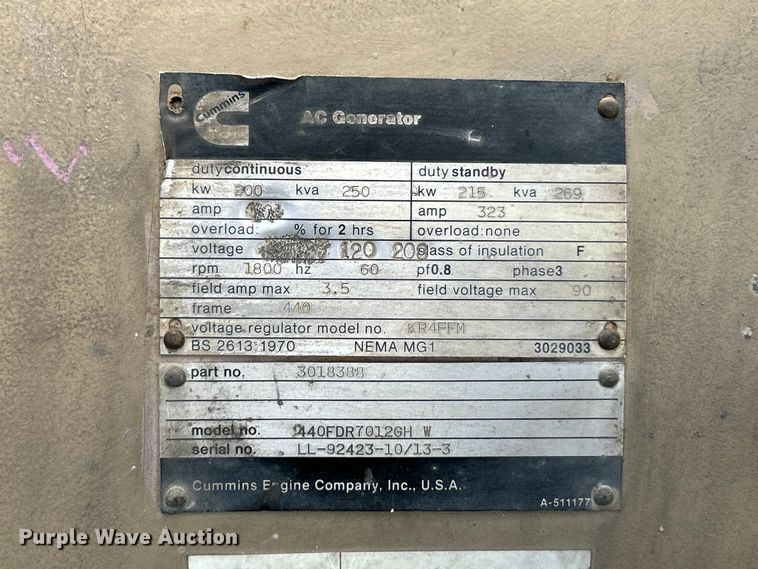 Cummins
AC Generator
duty continuous duty standby
kw 200 kva 250 kw 215 kva 269
amp amp 323
overload: % for 2 hrs overload: none
voltage 120 208 class of insulation F
rpm 1800 hz 60 pf 0.8 phase 3
field amp max 3.5 field voltage max 90
frame 440
voltage regulator model no. KR4FFM
BS 2613:1970 NEMA MG1 3029033
part no. 3018388
model no. 440FDR7012GH W
serial no. LL-92423-10/13-3
Cummins Engine Company, Inc., U.S.A.
A-511177
Purple Wave Auction